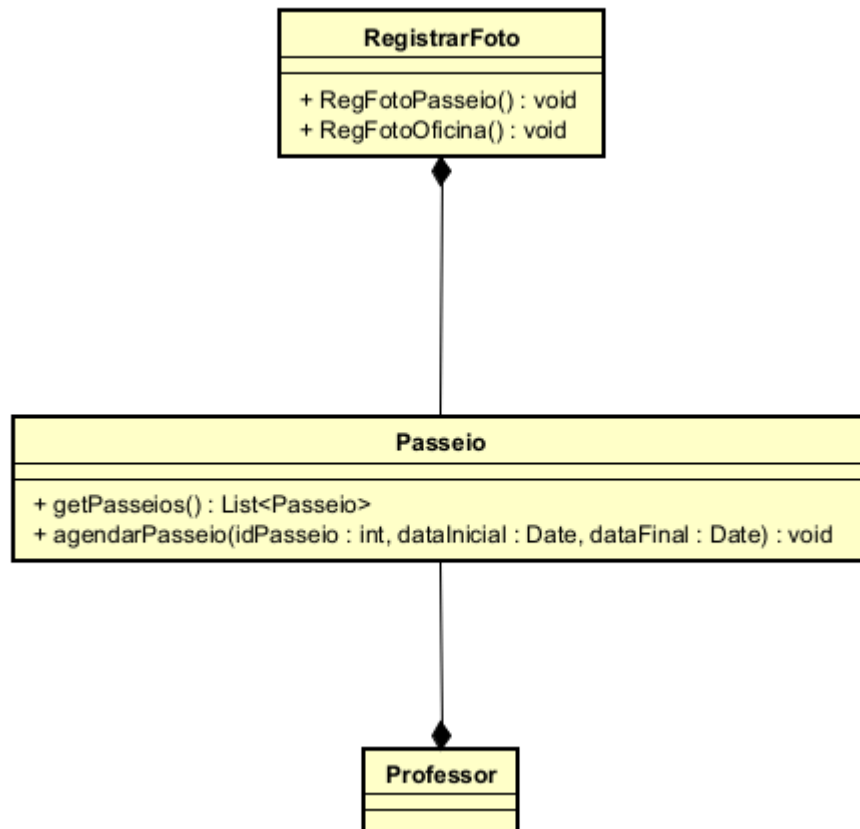 RegistrarFoto
+ RegFotoPasseio() : void
+ RegFotoOficina() : void
Passeio
+ getPasseios() : List<Passeio>
+ agendarPasseio(idPasseio : int, dataInicial : Date, dataFinal : Date) : void
Professor